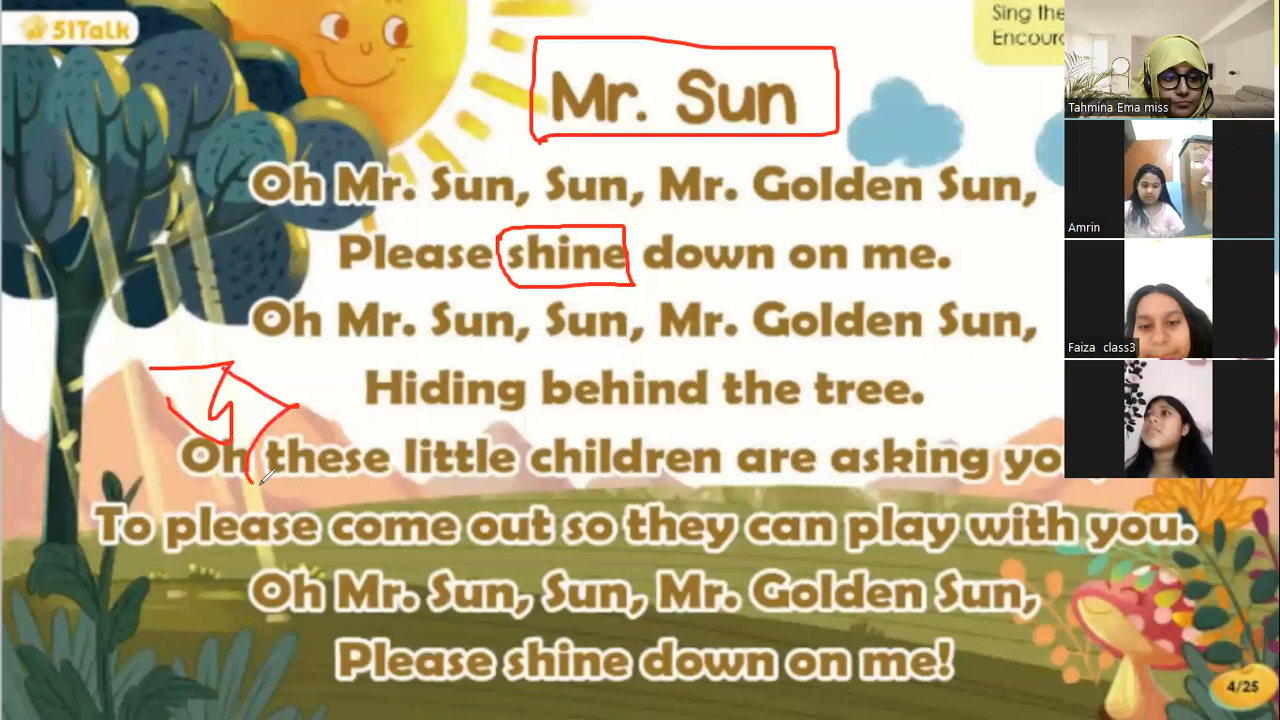 51Talk
Sing the
Encour
Mr. Sun
Oh Mr. Sun, Sun, Mr. Golden Sun,
Please shine down on me.
Oh Mr. Sun, Sun, Mr. Golden Sun,
Hiding behind the tree.
Oh these little children are asking yo
To please come out so they can play with you.
Oh Mr. Sun, Sun, Mr. Golden Sun,
Please shine down on me!
4/25
Tahmina Ema miss
Amrin
Faiza class3